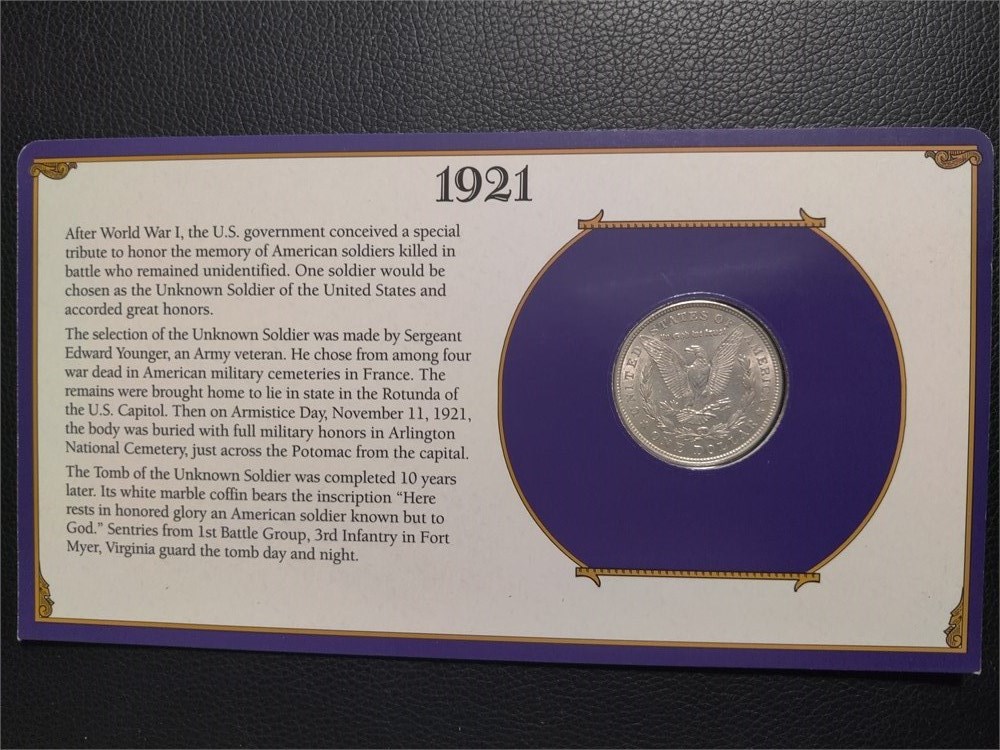 1921
After World War I, the U.S. government conceived a special
tribute to honor the memory of American soldiers killed in
battle who remained unidentified. One soldier would be
chosen as the Unknown Soldier of the United States and
accorded great honors.
The selection of the Unknown Soldier was made by Sergeant
Edward Younger, an Army veteran. He chose from among four
war dead in American military cemeteries in France. The
remains were brought home to lie in state in the Rotunda of
the U.S. Capitol. Then on Armistice Day, November 11, 1921,
the body was buried with full military honors in Arlington
National Cemetery, just across the Potomac from the capital.
The Tomb of the Unknown Soldier was completed 10 years
later. Its white marble coffin bears the inscription “Here
rests in honored glory an American soldier known but to
God.” Sentries from 1st Battle Group, 3rd Infantry in Fort
Myer, Virginia guard the tomb day and night.
UNITED STATES OF AMERICA
ONE DOLLAR